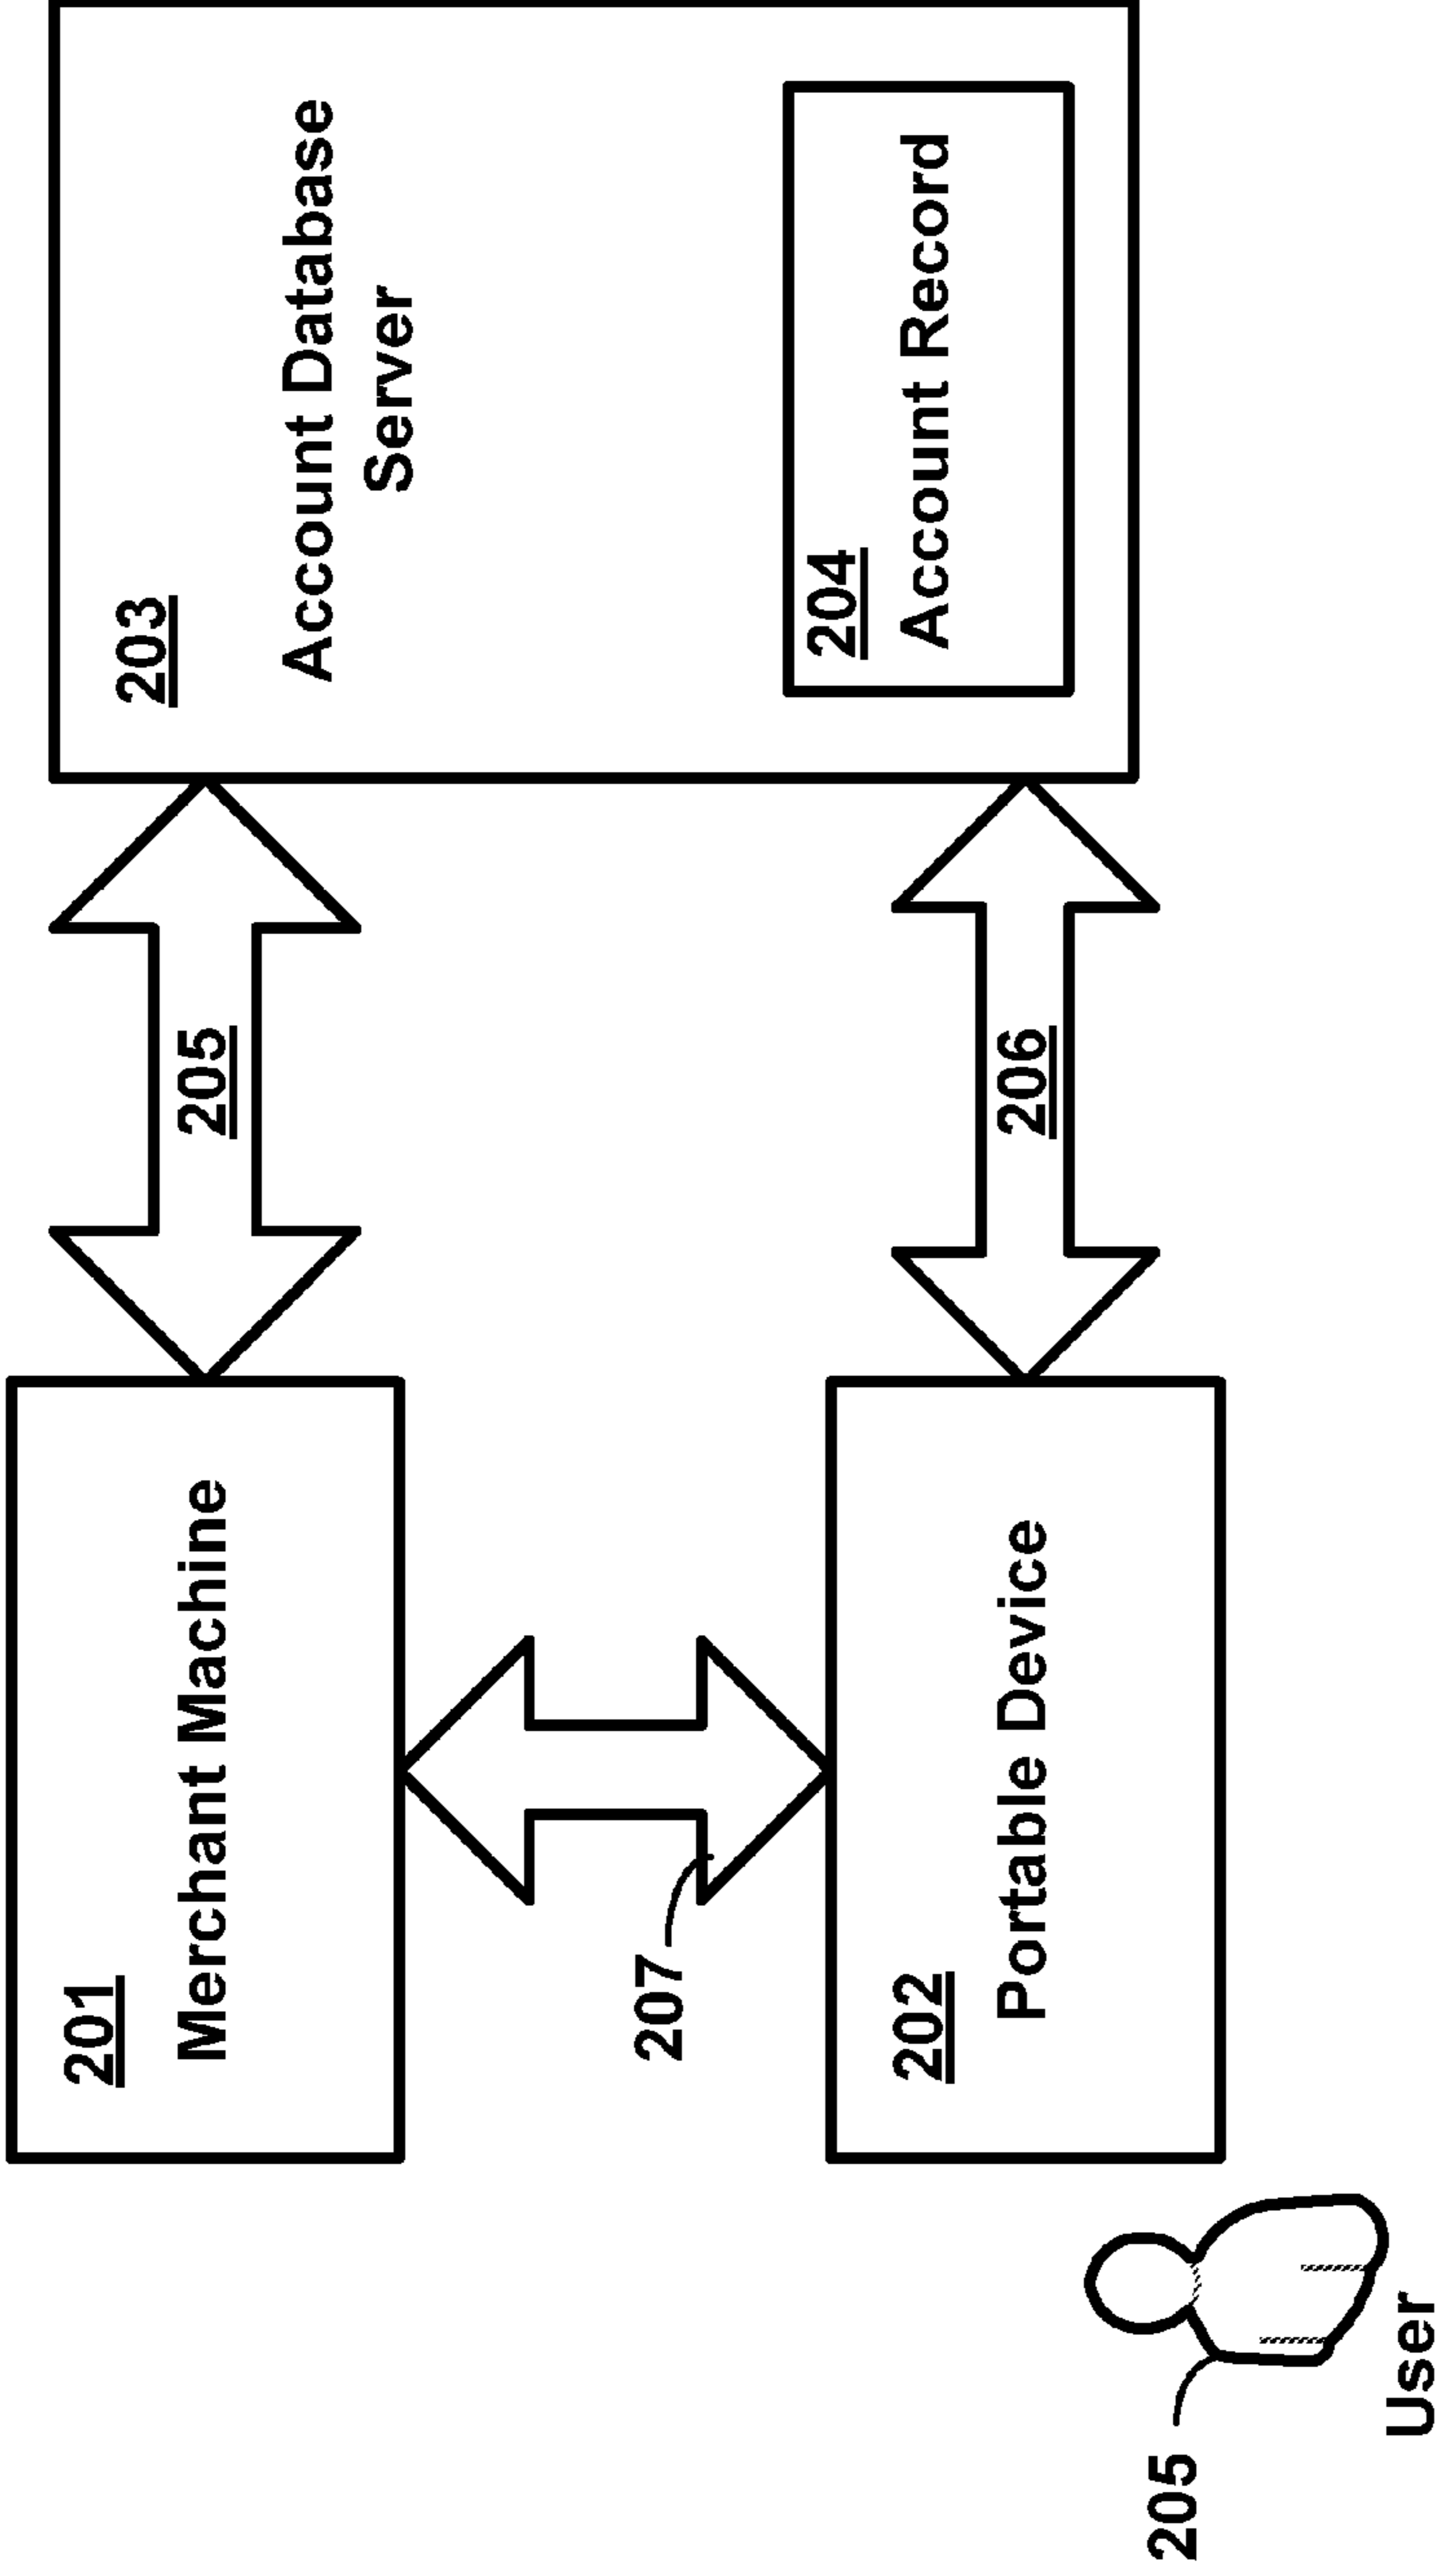 201
Merchant Machine
205
203
Account Database
Server
207
202
Portable Device
206
204
Account Record
205
User